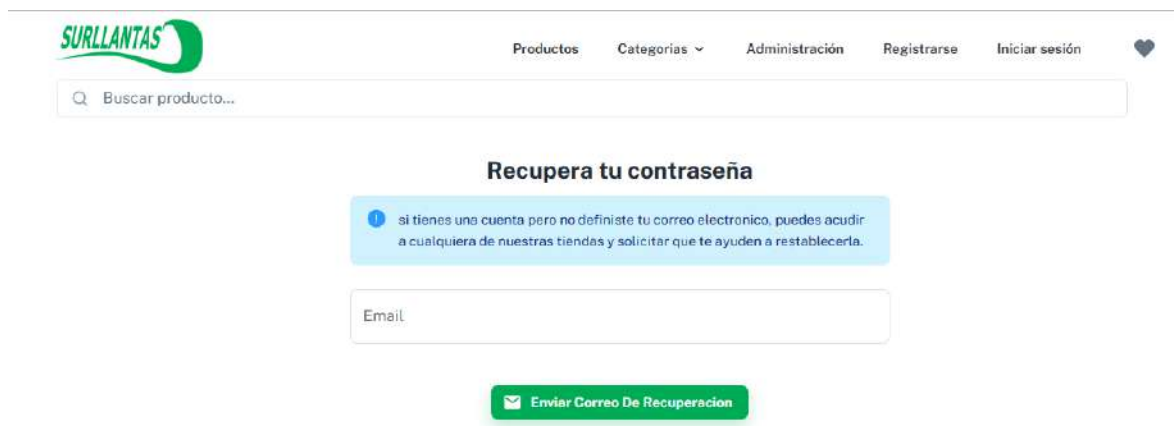 SURLLANTAS
Productos Categorias Administración Registrarse Iniciar sesión
Buscar producto...
Recupera tu contraseña
si tienes una cuenta pero no definiste tu correo electronico, puedes acudir
a cualquiera de nuestras tiendas y solicitar que te ayuden a restablecerla.
Email
Enviar Correo De Recuperacion